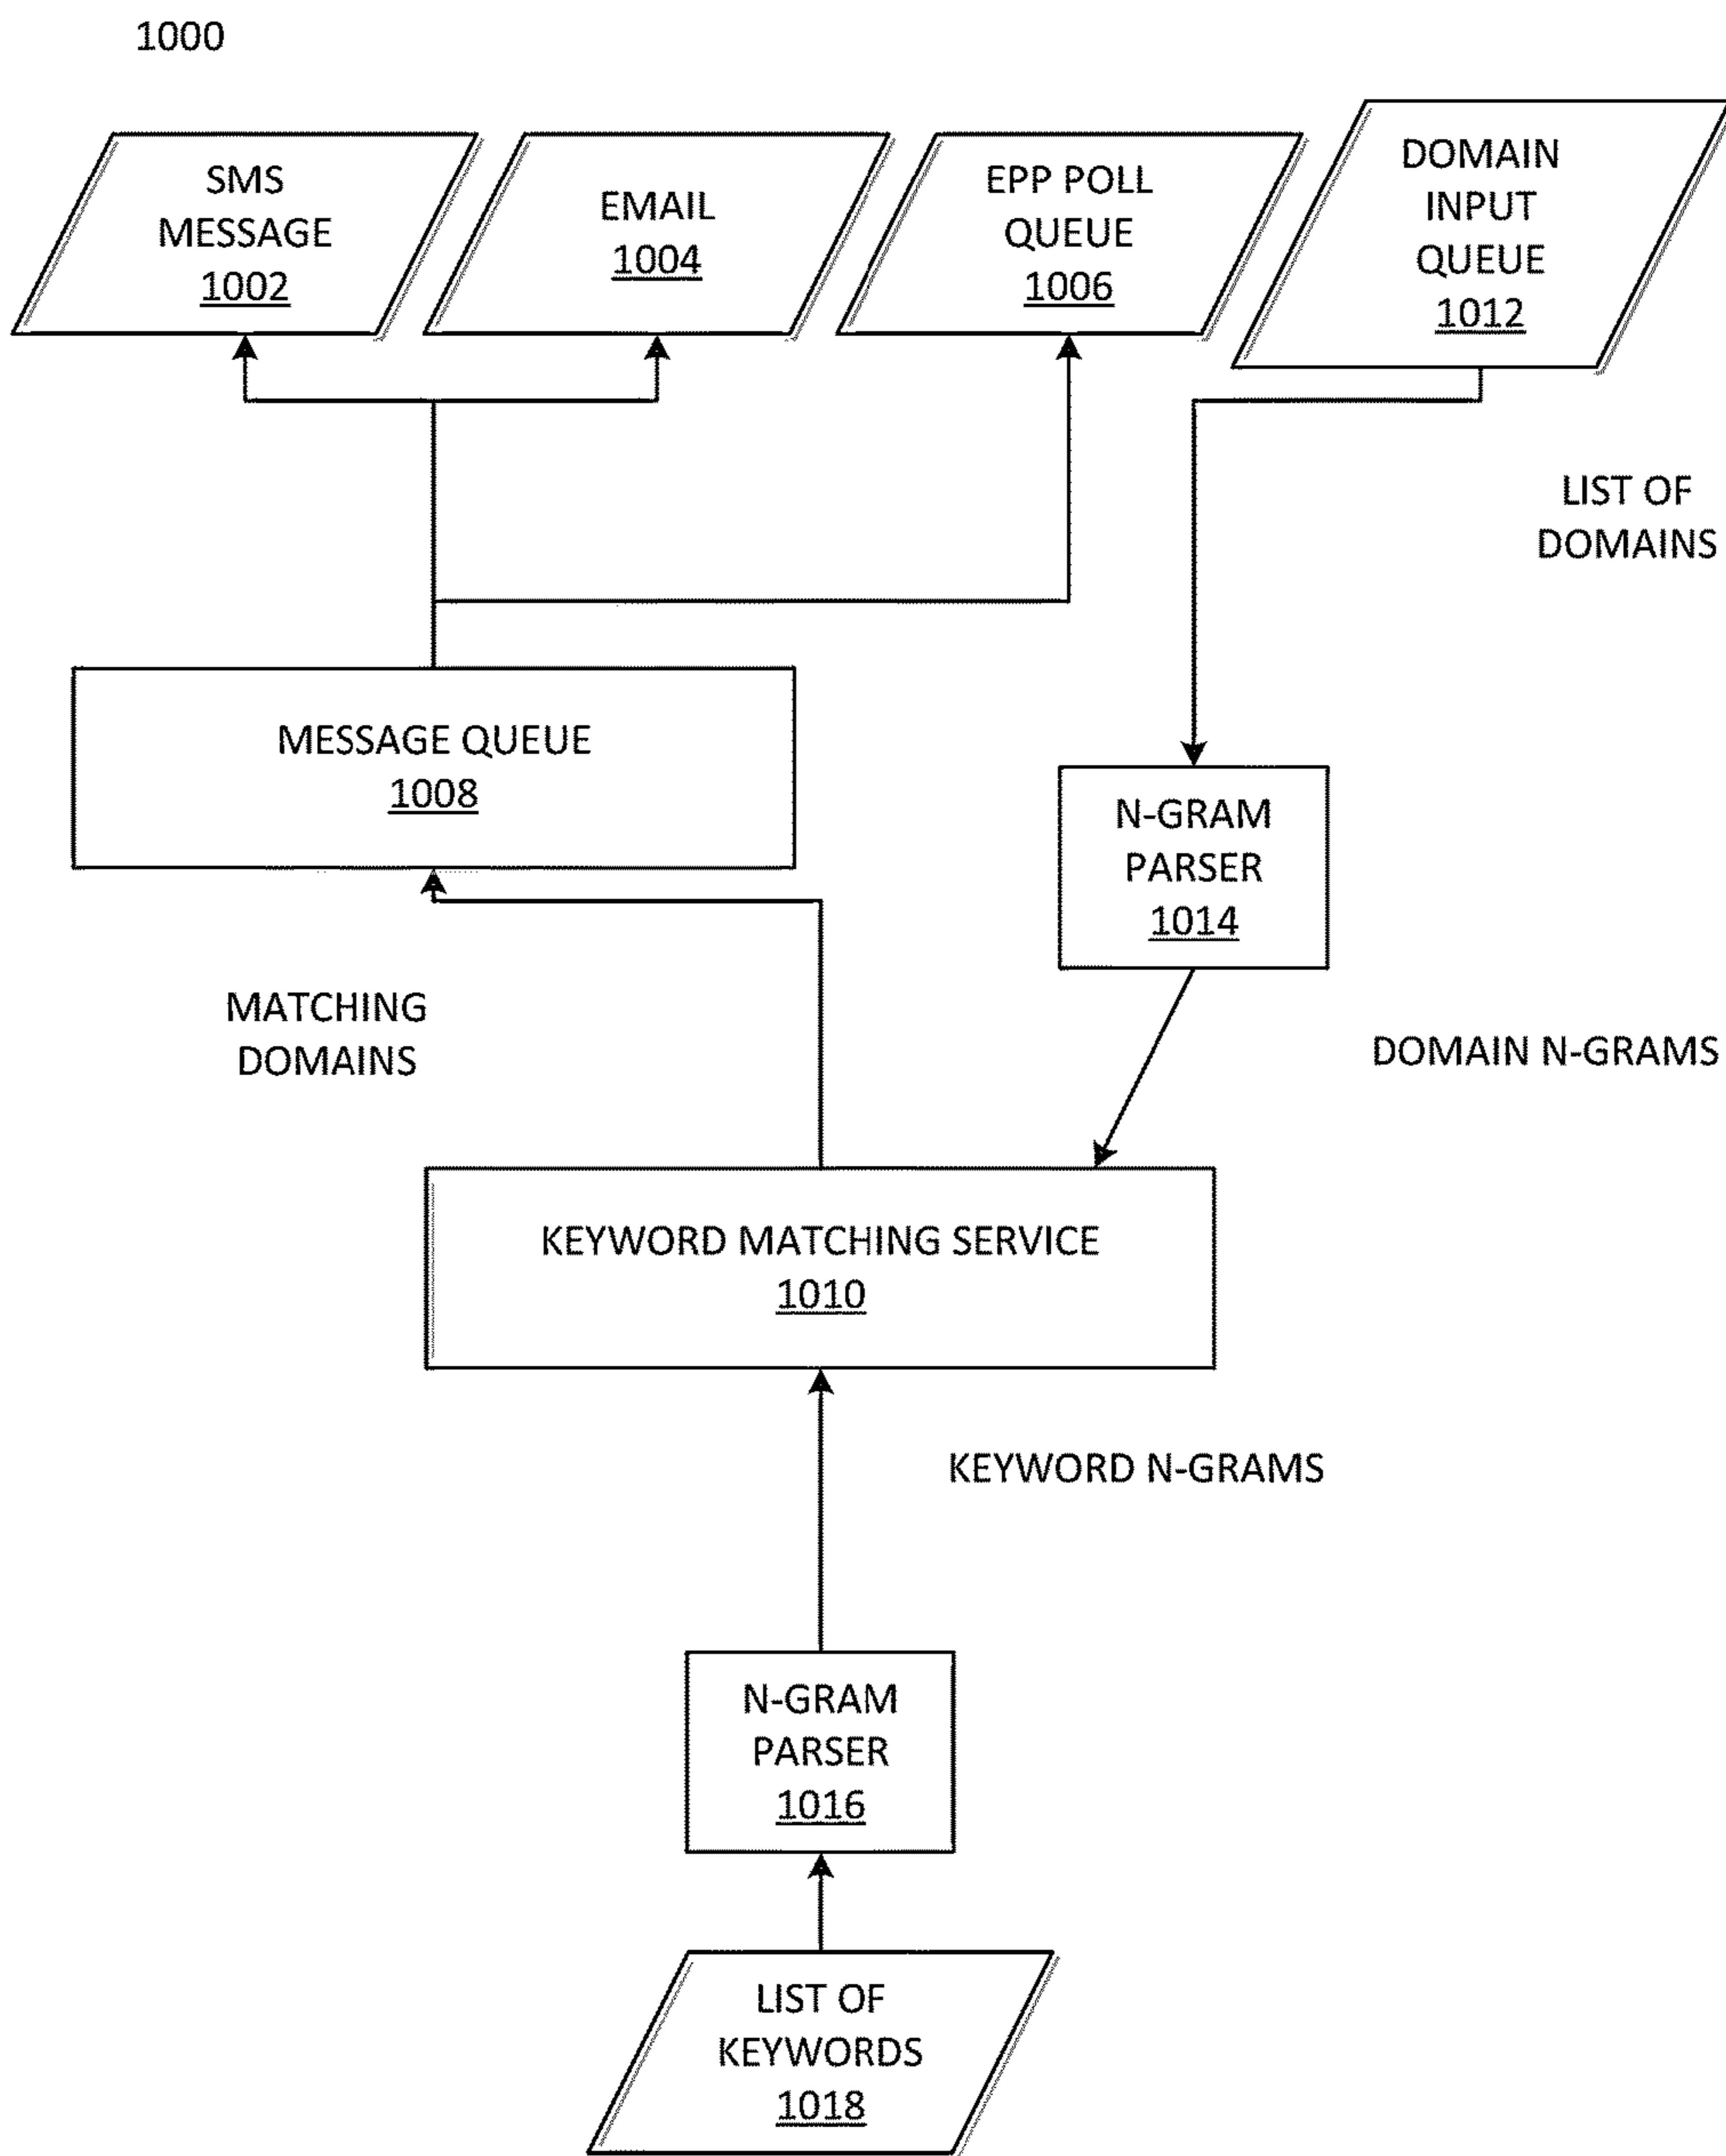 1000
SMS
MESSAGE
1002
EMAIL
1004
EPP POLL
QUEUE
1006
DOMAIN
INPUT
QUEUE
1012
LIST OF
DOMAINS
MESSAGE QUEUE
1008
N-GRAM
PARSER
1014
MATCHING
DOMAINS
DOMAIN N-GRAMS
KEYWORD MATCHING SERVICE
1010
KEYWORD N-GRAMS
N-GRAM
PARSER
1016
LIST OF
KEYWORDS
1018